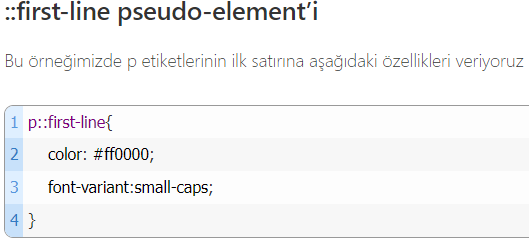 ::first-line pseudo-element’i
Bu örneğimizde p etiketlerinin ilk satırına aşağıdaki özellikleri veriyoruz
1 p::first-line{
2 color: #ff0000;
3 font-variant:small-caps;
4 }